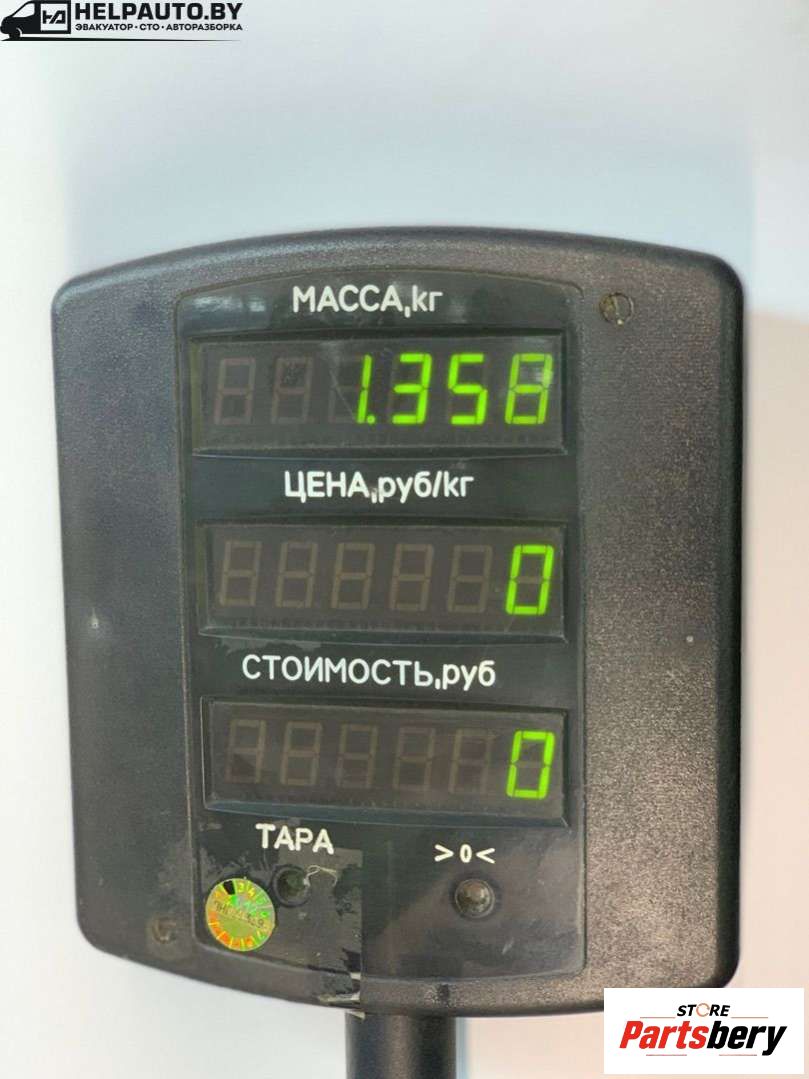 HELPAUTO.BY
ЭВАКУАТОР · СТО · АВТОРАЗБОРКА
МАССА,кг
1.358
ЦЕНА,руб/кг
0
СТОИМОСТЬ,руб
0
ТАРА
>0<
STORE
Partsbery